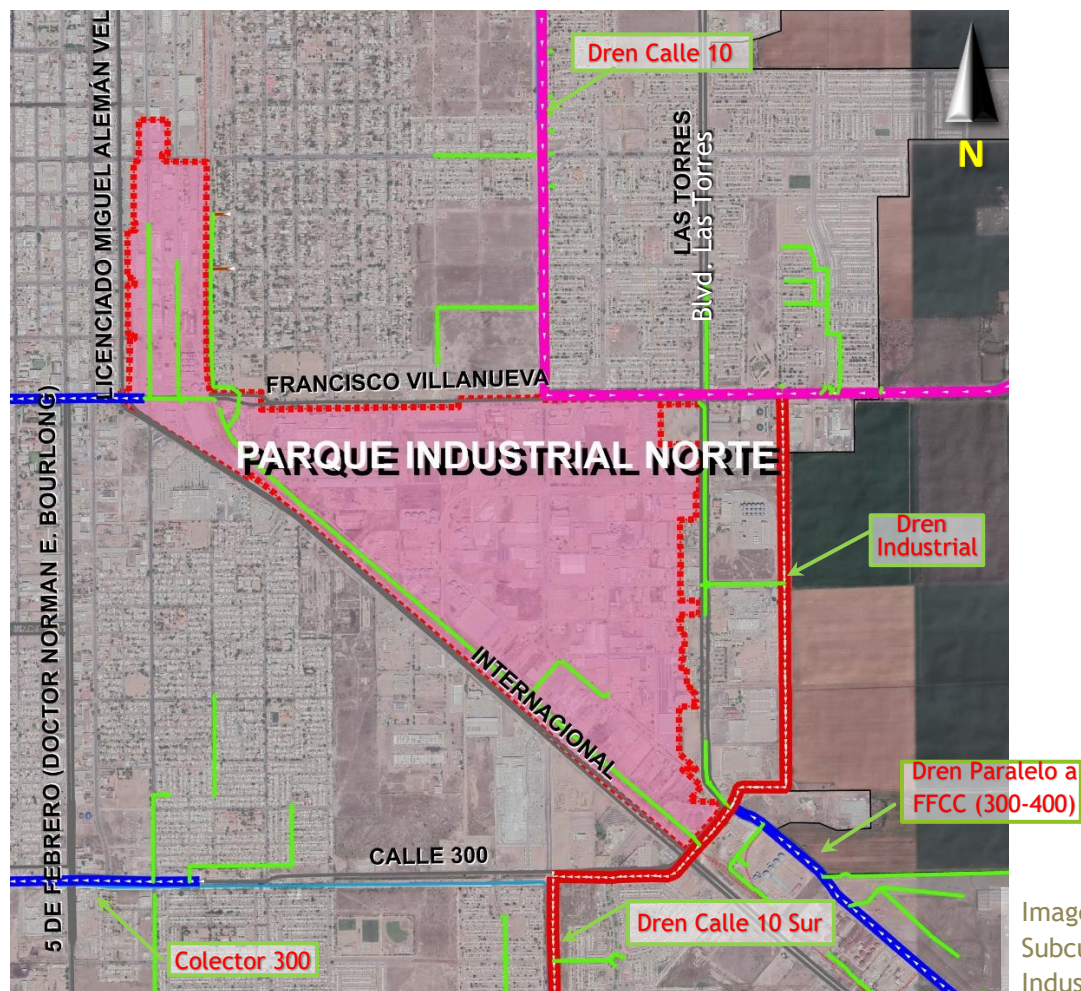 Dren Calle 10
LICENCIADO MIGUEL ALEMÁN VEL
LAS TORRES
Blvd. Las Torres
N
FRANCISCO VILLANUEVA
PARQUE INDUSTRIAL NORTE
Dren
Industrial
5 DE FEBRERO (DOCTOR NORMAN E. BOURLONG)
INTERNACIONAL
Dren Paralelo a
FFCC (300-400)
CALLE 300
Dren Calle 10 Sur
Colector 300
Image
Subcu
Indus